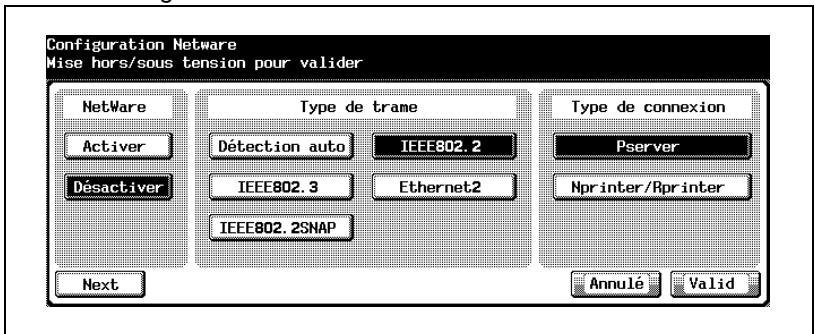 Configuration Netware
Mise hors/sous tension pour valider
NetWare
Type de trame
Type de connexion
Activer
Détection auto
IEEE802.2
Pserver
Désactiver
IEEE802.3
Ethernet2
Nprinter/Rprinter
IEEE802.2SNAP
Next
Annulé
Valid